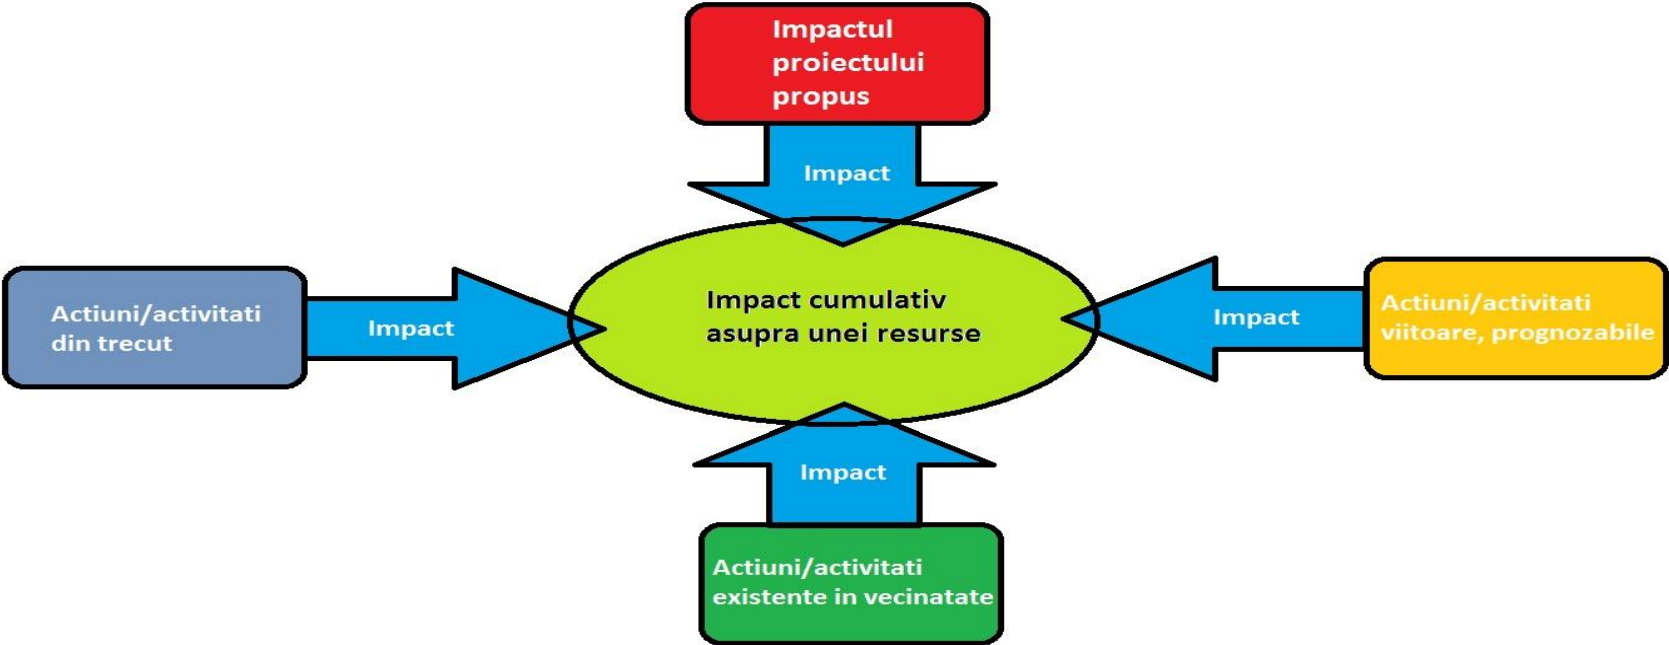 Impactul
proiectului
propus
Impact
Actiuni/activitati
din trecut
Impact
Impact cumulativ
asupra unei resurse
Impact
Actiuni/activitati
viitoare, prognozabile
Impact
Actiuni/activitati
existente in vecinatate